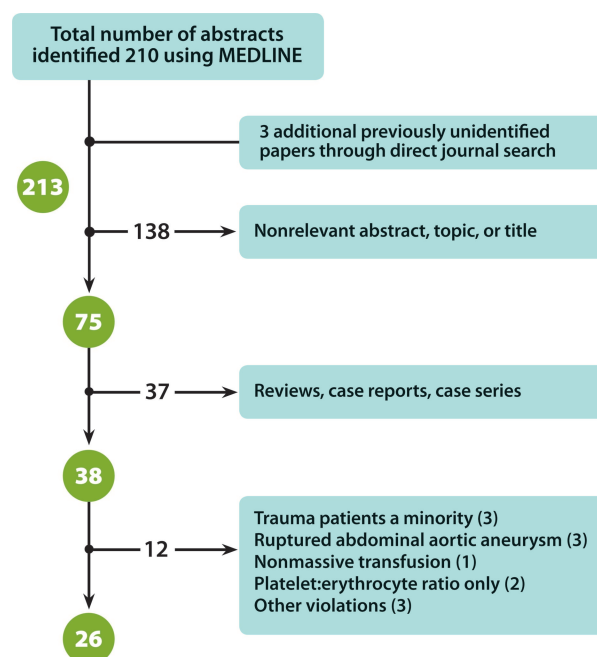 Total number of abstracts
identified 210 using MEDLINE
3 additional previously unidentified
papers through direct journal search
213
138
Nonrelevant abstract, topic, or title
75
37
Reviews, case reports, case series
38
12
Trauma patients a minority (3)
Ruptured abdominal aortic aneurysm (3)
Nonmassive transfusion (1)
Platelet:erythrocyte ratio only (2)
Other violations (3)
26